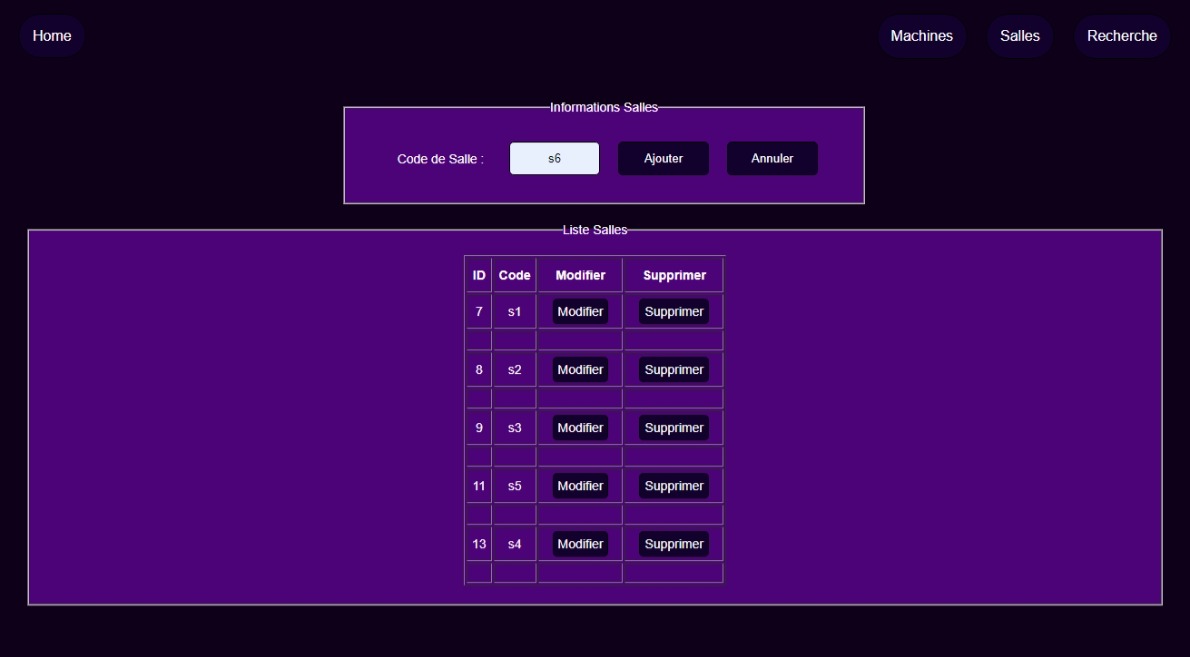 Home Machines Salles Recherche
Informations Salles
Code de Salle : s6 Ajouter Annuler
Liste Salles
ID Code Modifier Supprimer
7 s1 Modifier Supprimer
8 s2 Modifier Supprimer
9 s3 Modifier Supprimer
11 s5 Modifier Supprimer
13 s4 Modifier Supprimer